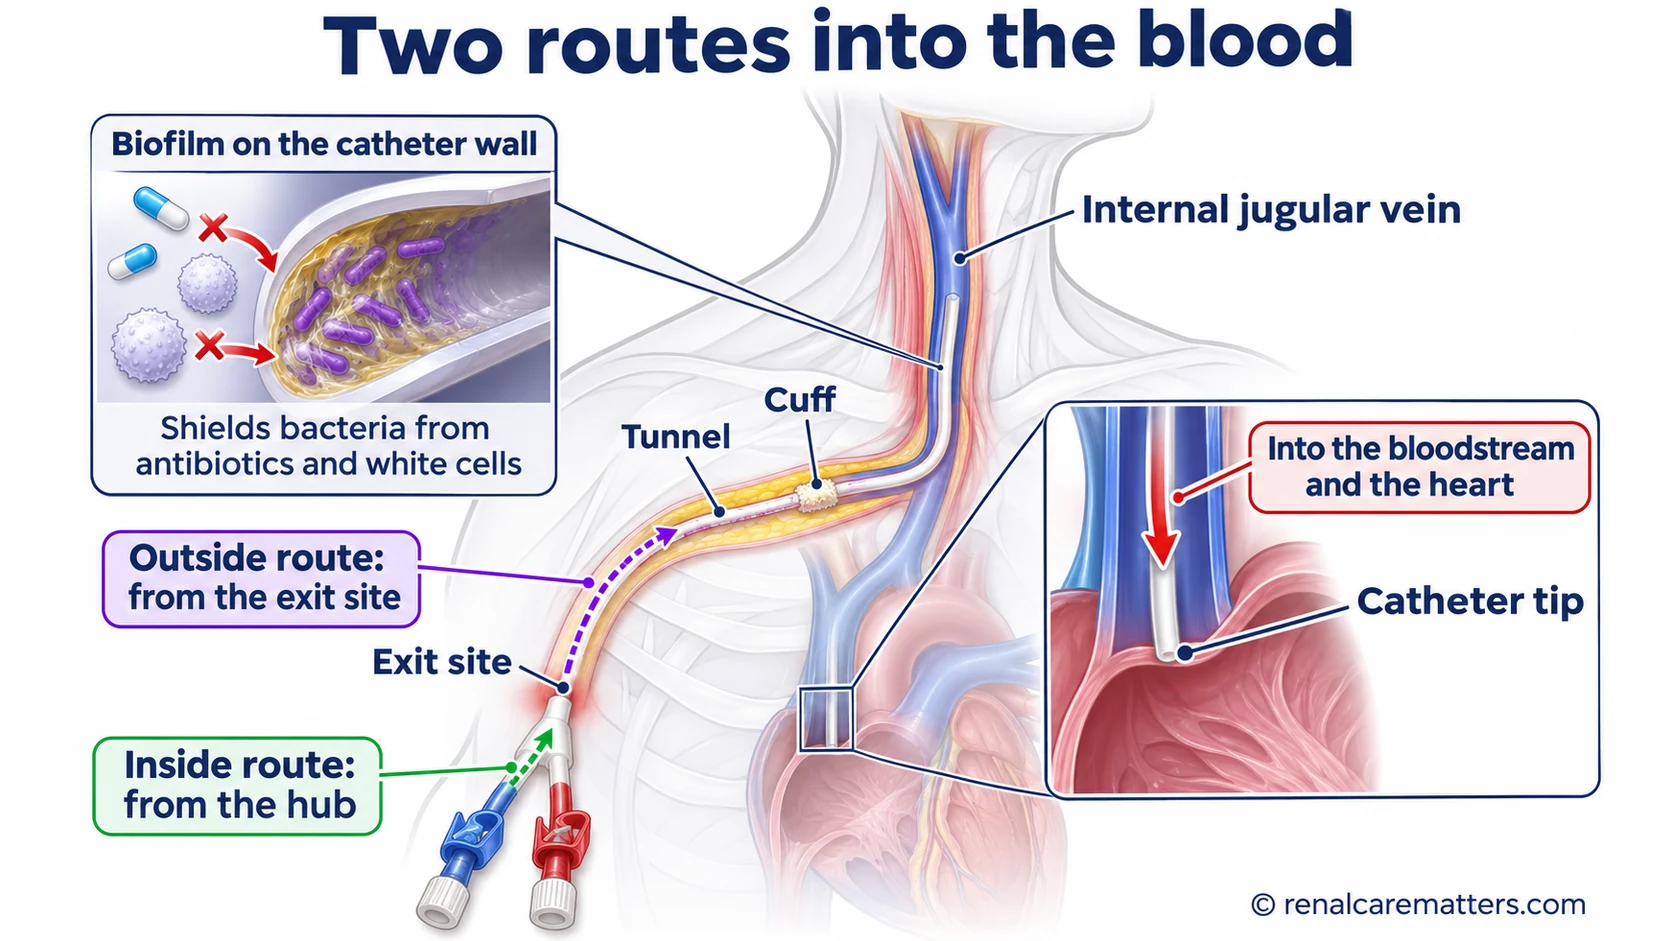 Two routes into the blood
Biofilm on the catheter wall
Shields bacteria from
antibiotics and white cells
Internal jugular vein
Cuff
Tunnel
Into the bloodstream
and the heart
Outside route:
from the exit site
Catheter tip
Exit site
Inside route:
from the hub
© renalcarematters.com